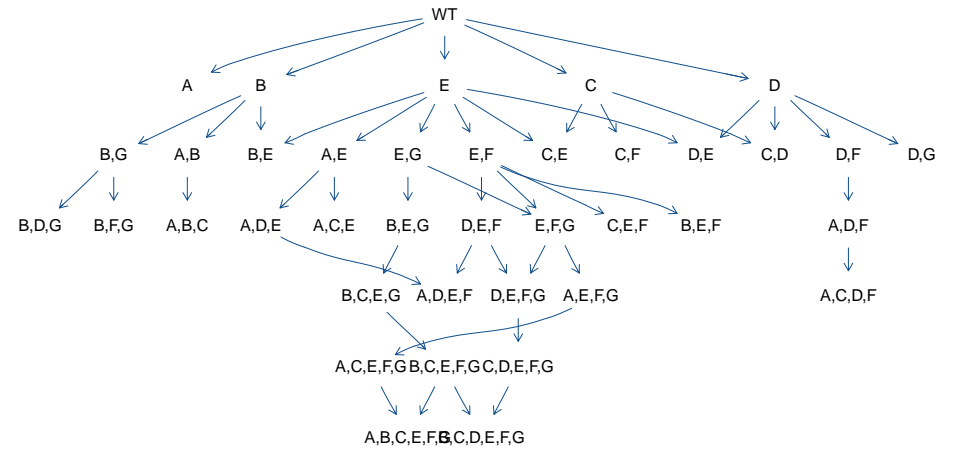 WT
A B E C D
B,G A,B B,E A,E E,G E,F C,E C,F D,E C,D D,F D,G
B,D,G B,F,G A,B,C A,D,E A,C,E B,E,G D,E,F E,F,G C,E,F B,E,F A,D,F
B,C,E,G A,D,E,F D,E,F,G A,E,F,G A,C,D,F
A,C,E,F,G B,C,E,F,G C,D,E,F,G
A,B,C,E,F,G B,C,D,E,F,G